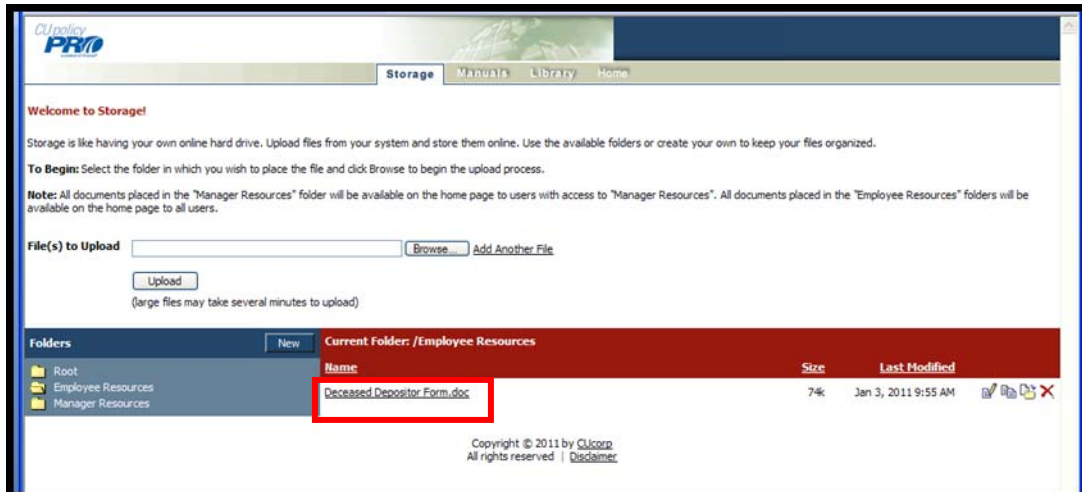 CU policy
PRO
Storage Manuals Library Home
Welcome to Storage!
Storage is like having your own online hard drive. Upload files from your system and store them online. Use the available folders or create your own to keep your files organized.
To Begin: Select the folder in which you wish to place the file and click Browse to begin the upload process.
Note: All documents placed in the "Manager Resources" folder will be available on the home page to users with access to "Manager Resources". All documents placed in the "Employee Resources" folders will be
available on the home page to all users.
File(s) to Upload Browse... Add Another File
Upload
(large files may take several minutes to upload)
Folders New Current Folder: /Employee Resources
Root Name Size Last Modified
Employee Resources Deceased Depositor Form.doc 74k Jan 3, 2011 9:55 AM
Manager Resources
Copyright © 2011 by CUcorp
All rights reserved | Disclaimer